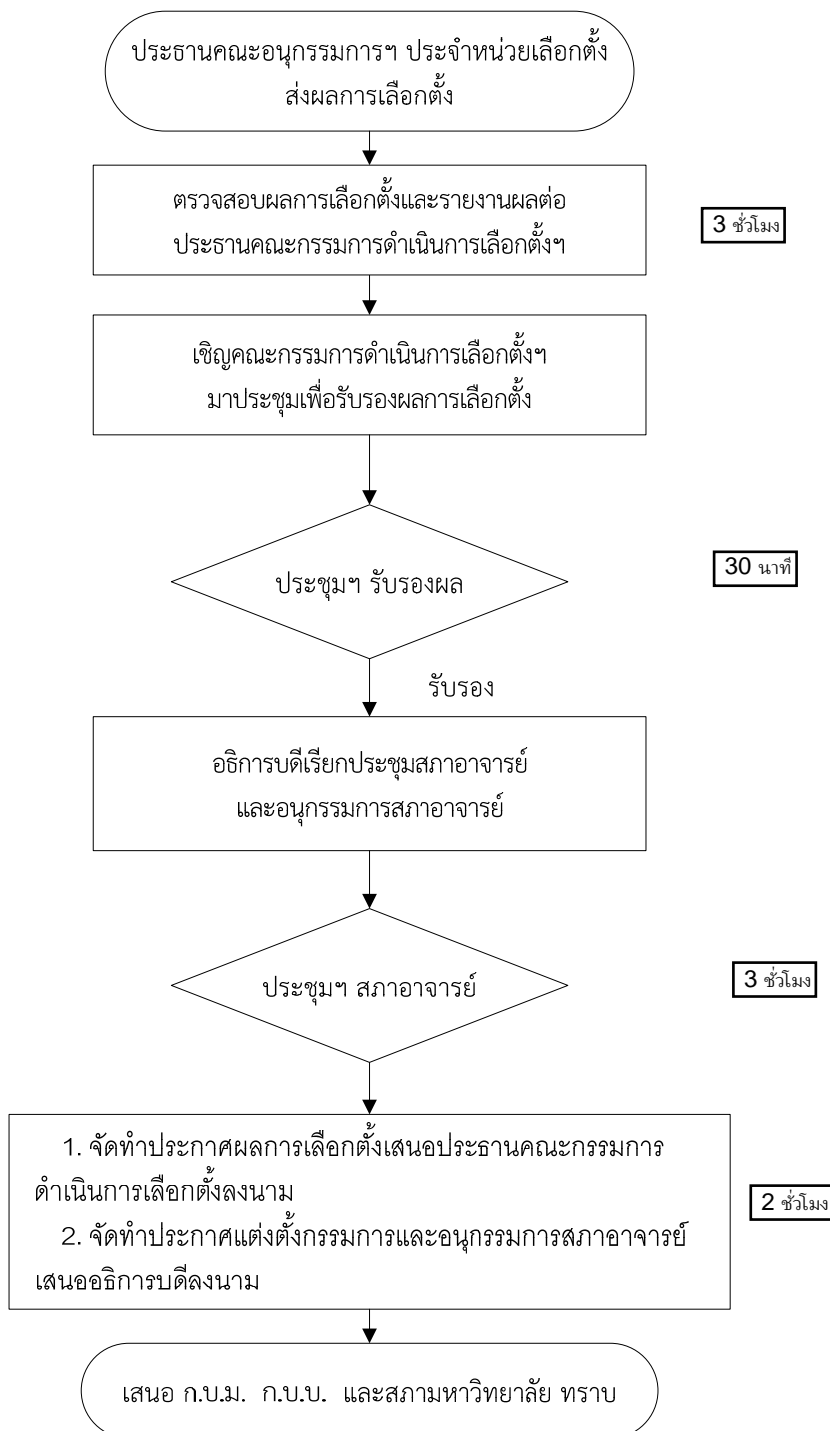 ประธานคณะอนุกรรมการฯ ประจำหน่วยเลือกตั้ง
ส่งผลการเลือกตั้ง
ตรวจสอบผลการเลือกตั้งและรายงานผลต่อ
ประธานคณะกรรมการดำเนินการเลือกตั้งฯ
3 ชั่วโมง
เชิญคณะกรรมการดำเนินการเลือกตั้งฯ
มาประชุมเพื่อรับรองผลการเลือกตั้ง
ประชุมฯ รับรองผล
30 นาที
รับรอง
อธิการบดีเรียกประชุมสภาอาจารย์
และอนุกรรมการสภาอาจารย์
ประชุมฯ สภาอาจารย์
3 ชั่วโมง
1. จัดทำประกาศผลการเลือกตั้งเสนอประธานคณะกรรมการ
ดำเนินการเลือกตั้งลงนาม
2. จัดทำประกาศแต่งตั้งกรรมการและอนุกรรมการสภาอาจารย์
เสนออธิการบดีลงนาม
2 ชั่วโมง
เสนอ ก.บ.ม. ก.บ.บ. และสภามหาวิทยาลัย ทราบ